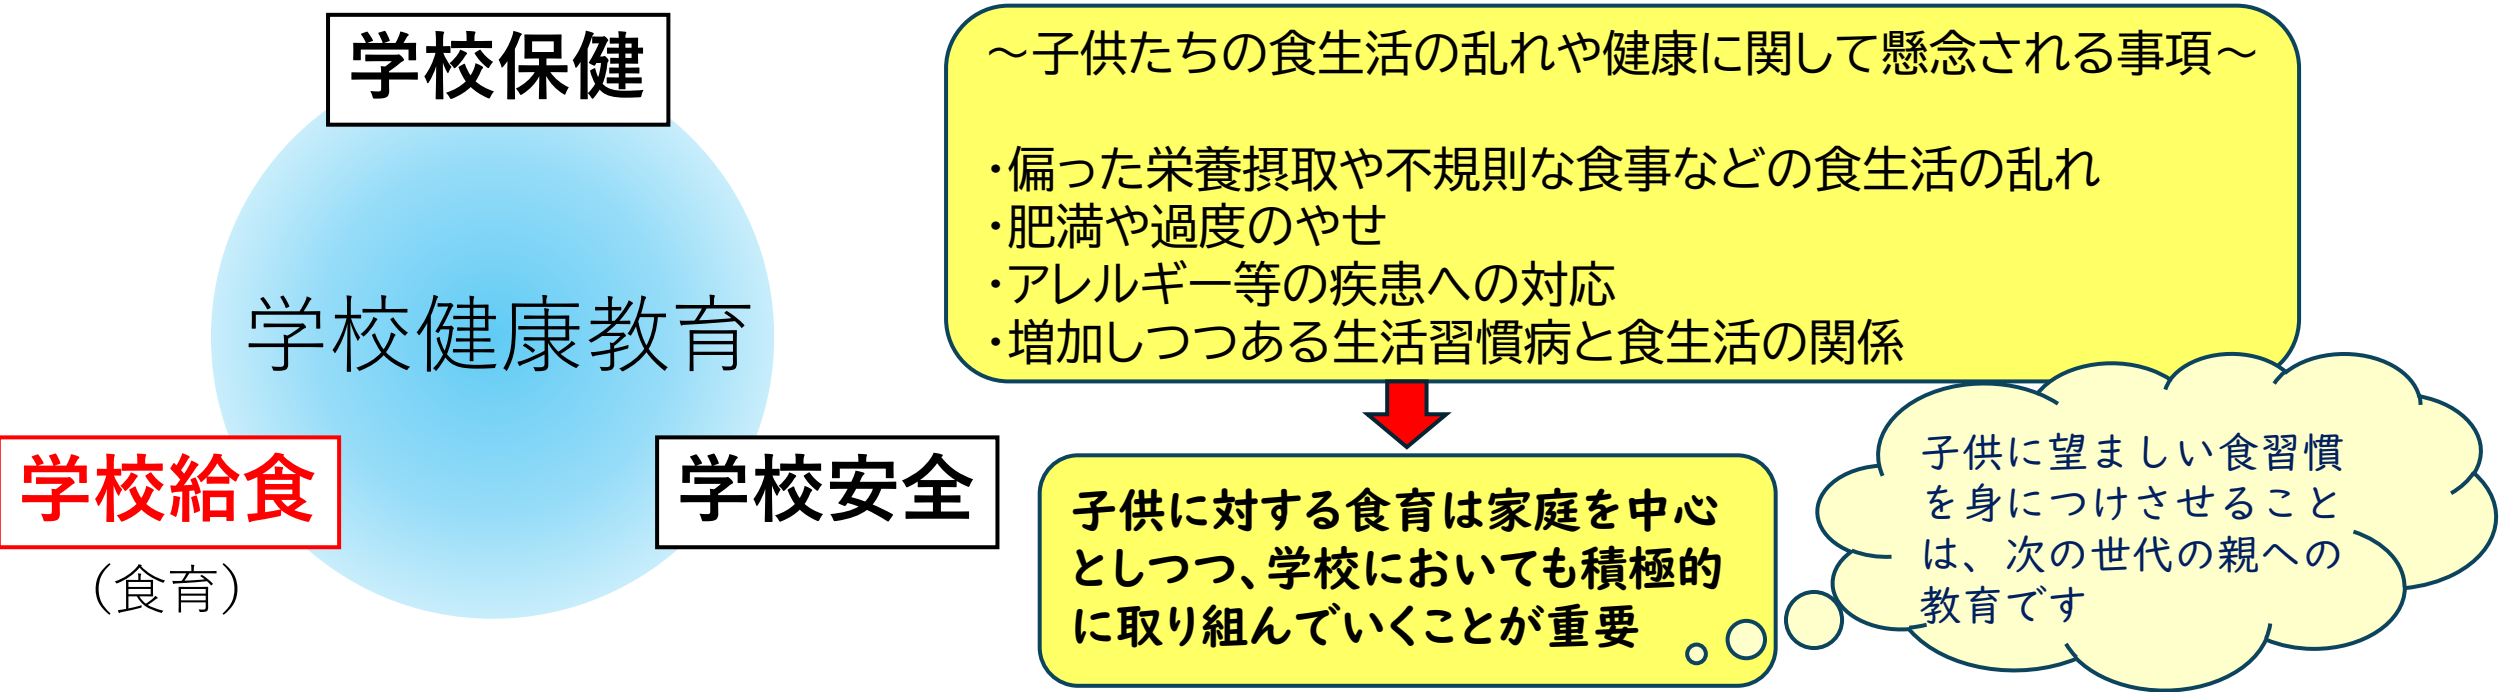 学校保健
学校健康教育
学校給食
（食育）
学校安全
～子供たちの食生活の乱れや健康に関して懸念される事項～
・偏った栄養摂取や不規則な食事などの食生活の乱れ
・肥満や過度のやせ
・アレルギー等の疾患への対応
・増加しつつある生活習慣病と食生活の関係
子供に対する食育は家庭中心
としつつ、学校においても積極的
に取り組んでいくことが重要
子供に望ましい食習慣
を身につけさせること
は、次の世代の親への
教育です